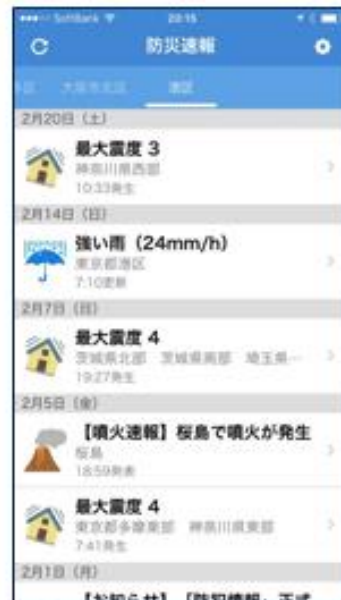 SoftBank 22:15
防災速報
港区
2月20日（土）
最大震度 3
神奈川県西部
10:33発生
2月14日（日）
強い雨（24mm/h）
東京都港区
7:10更新
2月7日（日）
最大震度 4
茨城県北部 茨城県南部 埼玉県…
19:27発生
2月5日（金）
【噴火速報】桜島で噴火が発生
桜島
18:59発表
最大震度 4
東京都多摩東部 神奈川県東部
7:41発生
2月1日（月）